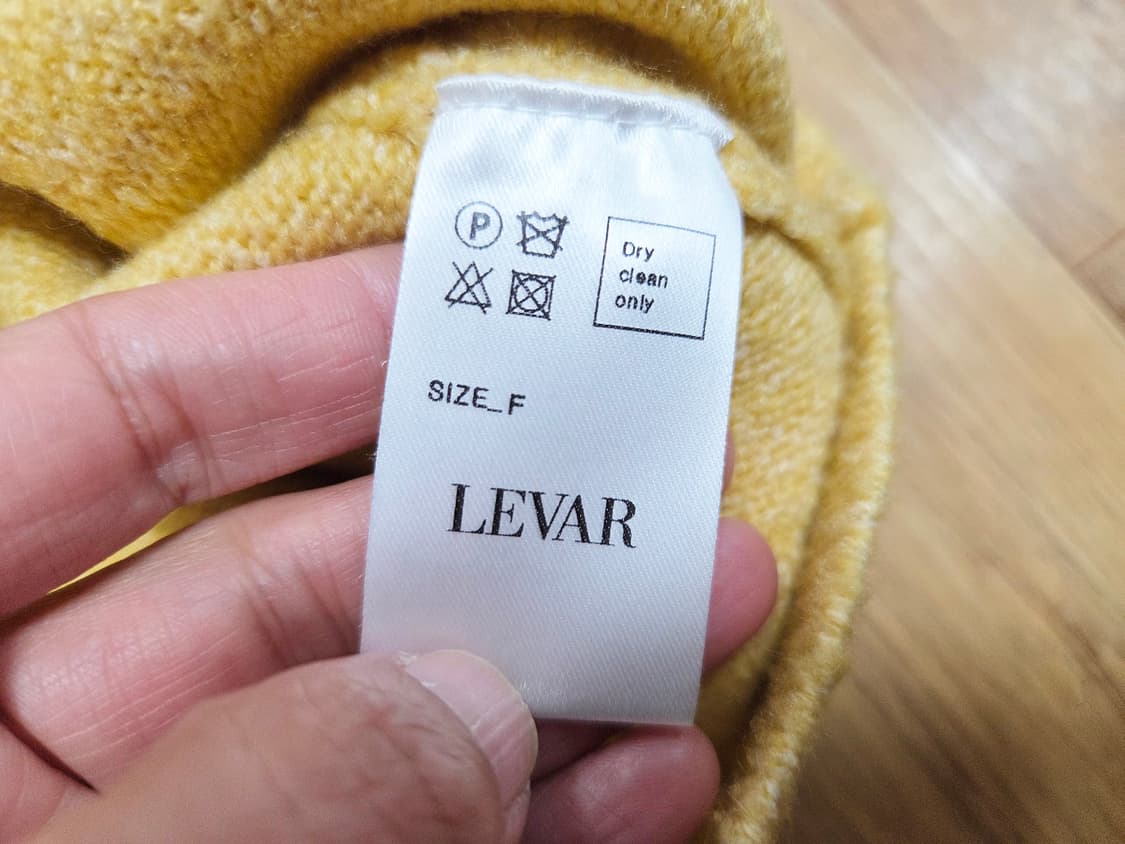 P
Dry
clean
only
SIZE_F
LEVAR